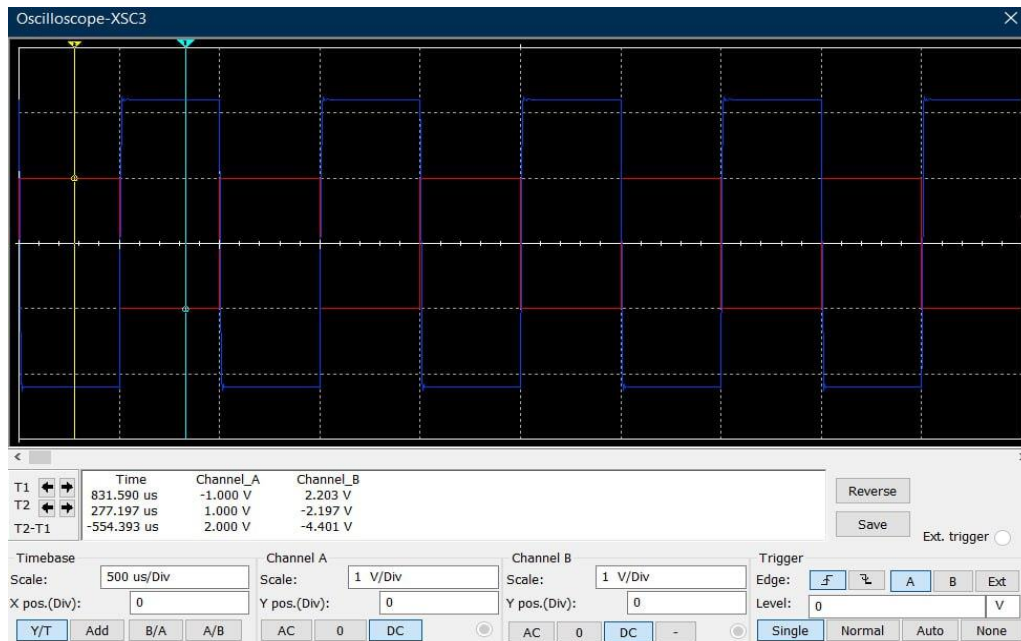 Oscilloscope-XSC3
Time Channel_A Channel_B
T1 831.590 us -1.000 V 2.203 V
T2 277.197 us 1.000 V -2.197 V
T2-T1 -554.393 us 2.000 V -4.401 V
Reverse
Save
Ext. trigger
Timebase
Scale: 500 us/Div
X pos.(Div): 0
Y/T Add B/A A/B
Channel A
Scale: 1 V/Div
Y pos.(Div): 0
AC 0 DC
Channel B
Scale: 1 V/Div
Y pos.(Div): 0
AC 0 DC -
Trigger
Edge: A B Ext
Level: 0 V
Single Normal Auto None